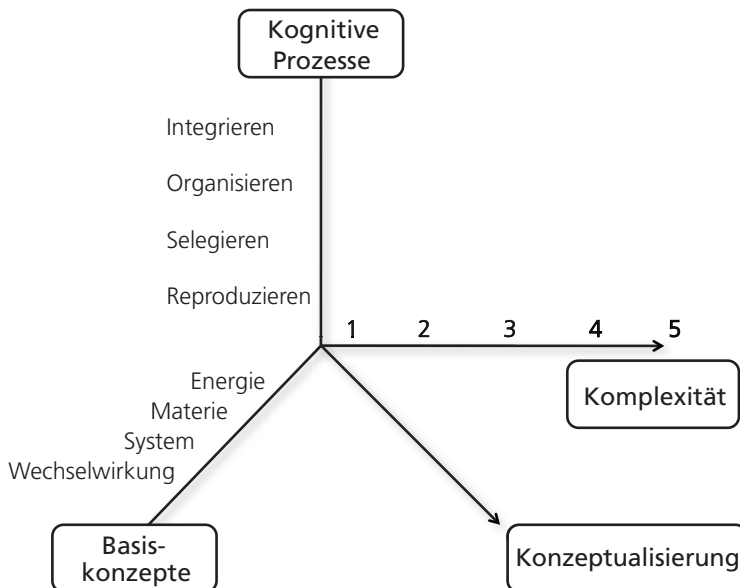 Kognitive
Prozesse
Integrieren
Organisieren
Selegieren
Reproduzieren
1 2 3 4 5
Komplexität
Energie
Materie
System
Wechselwirkung
Basis-
konzepte
Konzeptualisierung